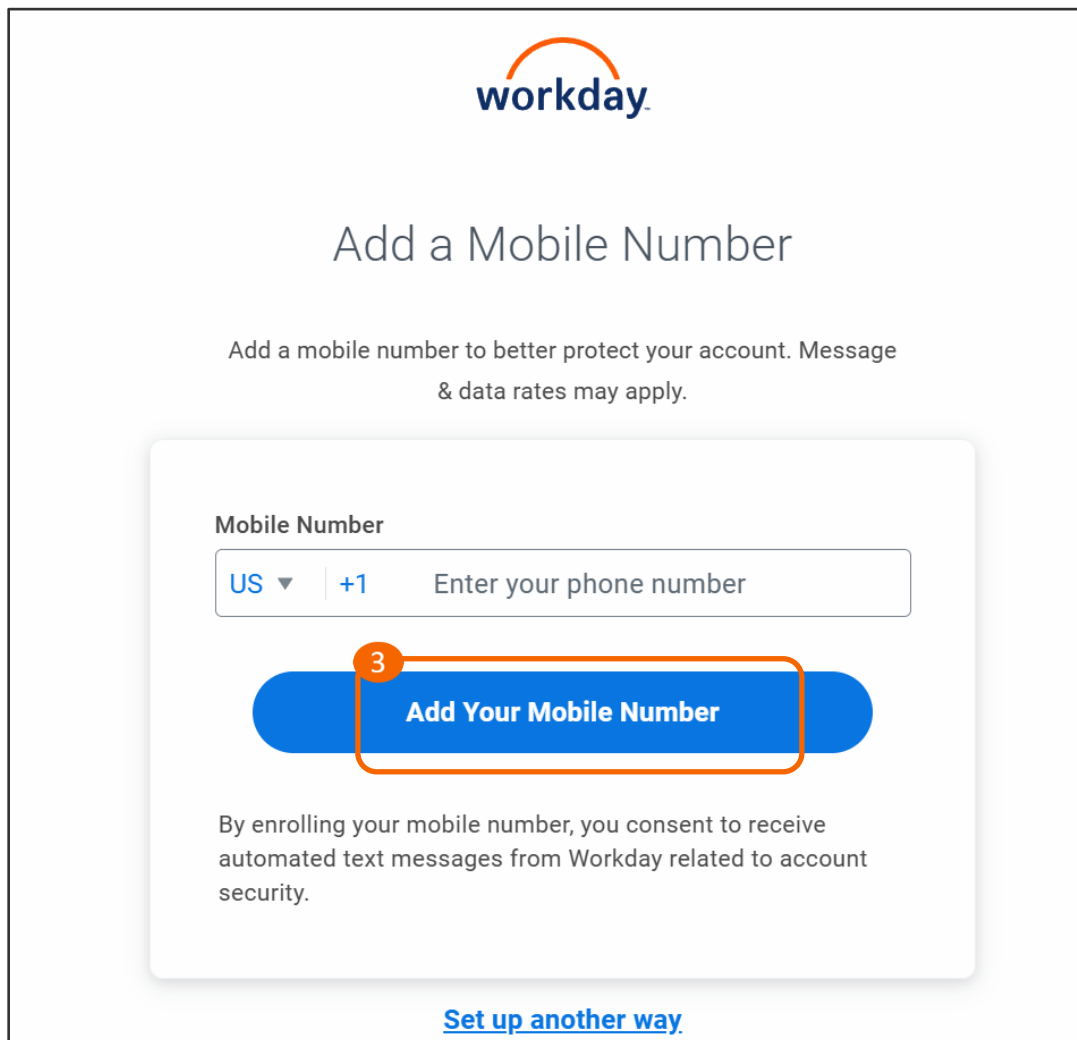 workday
Add a Mobile Number
Add a mobile number to better protect your account. Message
& data rates may apply.
Mobile Number
US +1 Enter your phone number
3
Add Your Mobile Number
By enrolling your mobile number, you consent to receive
automated text messages from Workday related to account
security.
Set up another way